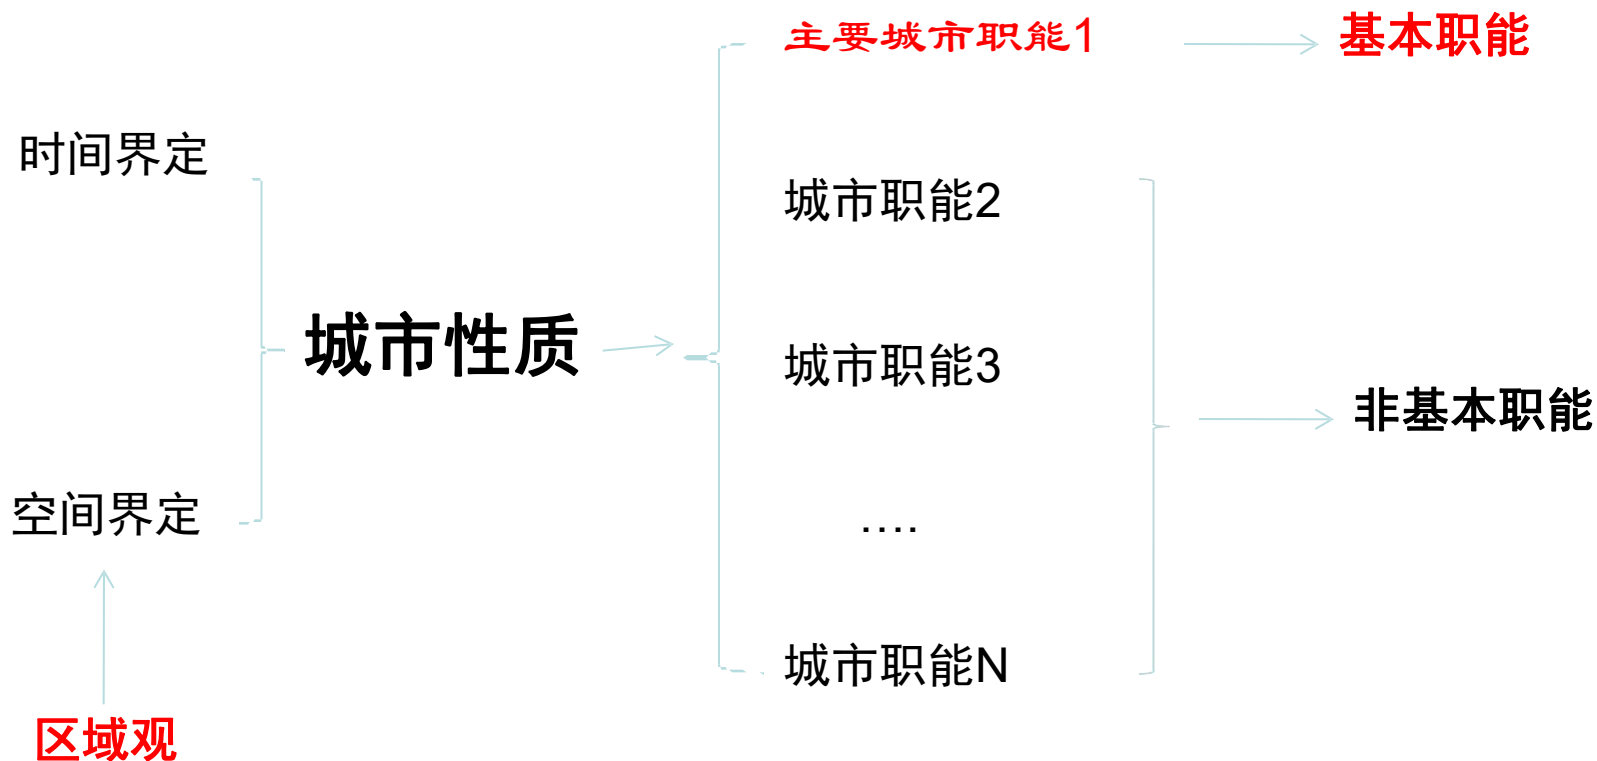 主要城市职能1
基本职能
时间界定
城市职能2
城市性质
城市职能3
非基本职能
空间界定
....
城市职能N
区域观